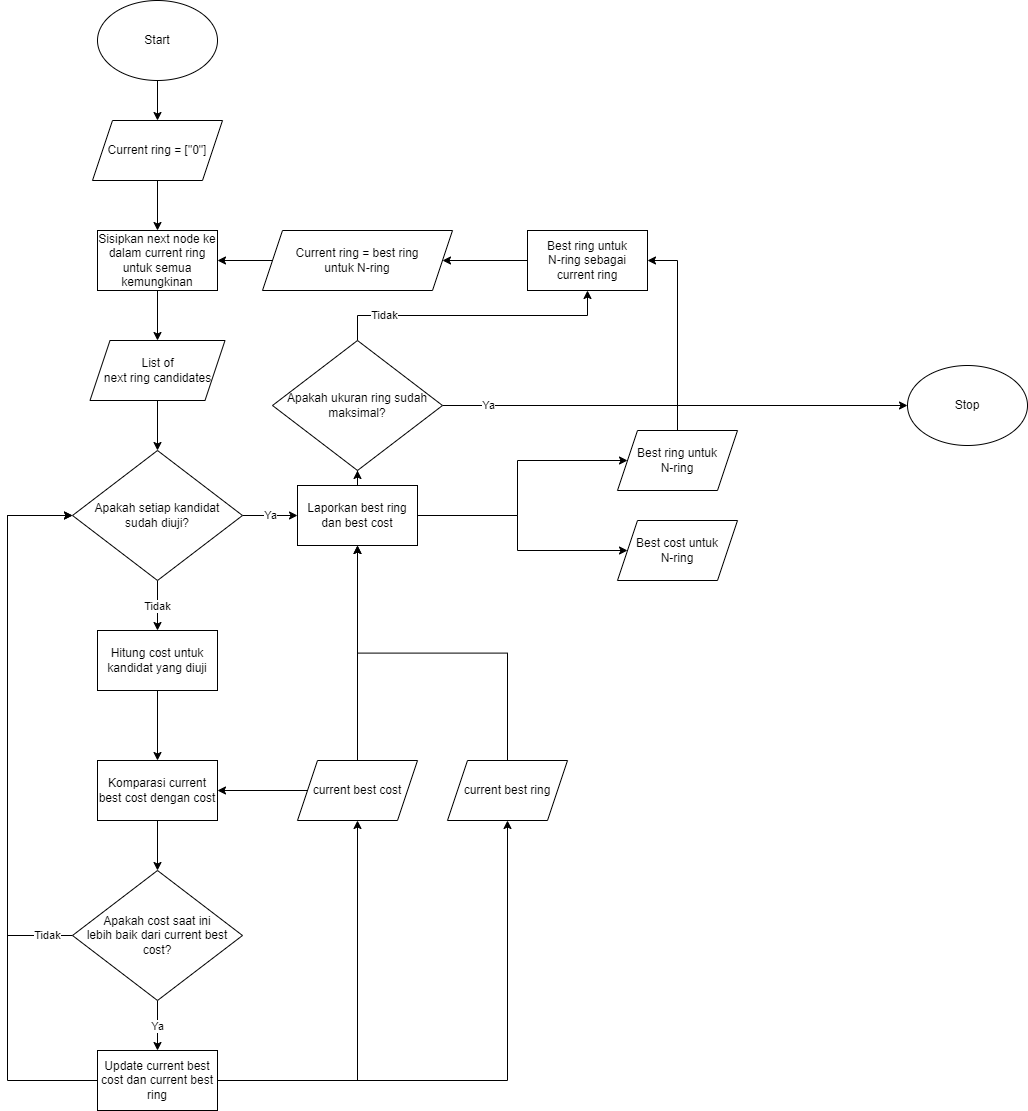 Start
Current ring = ["0"]
Sisipkan next node ke
dalam current ring
untuk semua
kemungkinan
Current ring = best ring
untuk N-ring
Best ring untuk
N-ring sebagai
current ring
Tidak
List of
next ring candidates
Apakah ukuran ring sudah
maksimal?
Ya
Stop
Best ring untuk
N-ring
Apakah setiap kandidat
sudah diuji?
Ya
Laporkan best ring
dan best cost
Best cost untuk
N-ring
Tidak
Hitung cost untuk
kandidat yang diuji
Komparasi current
best cost dengan cost
current best cost
current best ring
Apakah cost saat ini
lebih baik dari current best
cost?
Tidak
Ya
Update current best
cost dan current best
ring